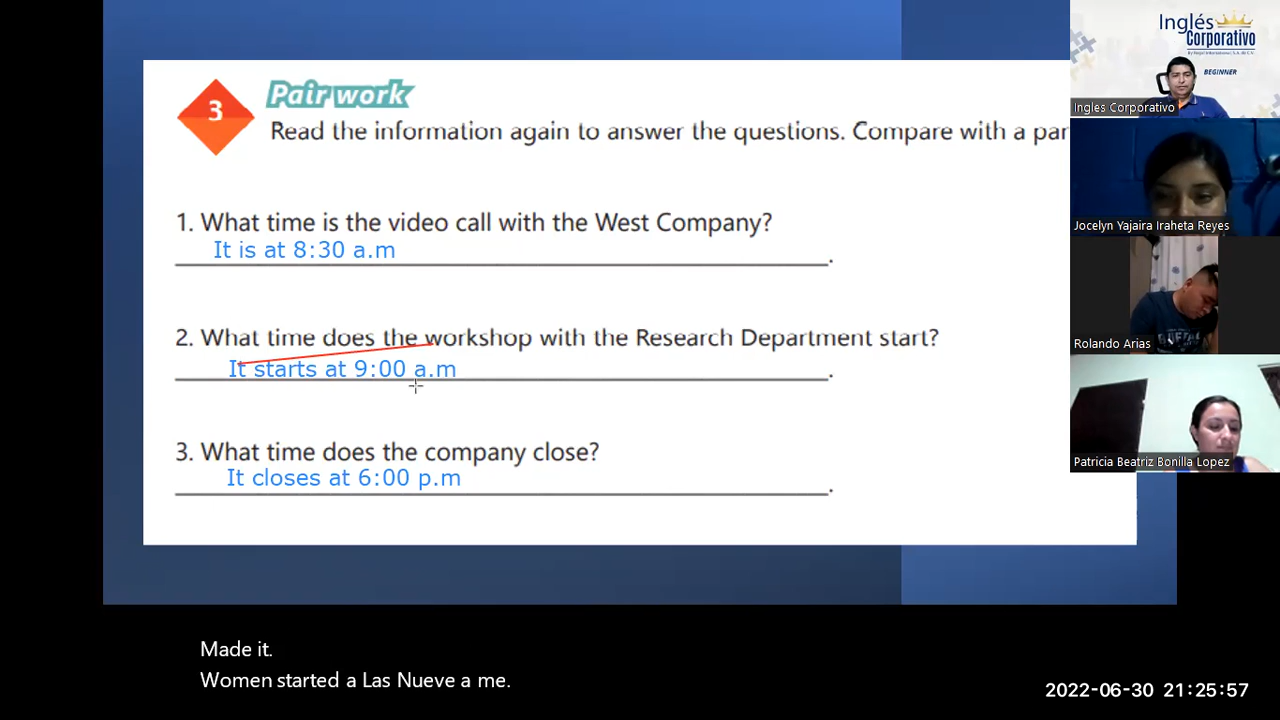 3
Pair work
Read the information again to answer the questions. Compare with a par
1. What time is the video call with the West Company?
It is at 8:30 a.m
.
2. What time does the workshop with the Research Department start?
It starts at 9:00 a.m
.
3. What time does the company close?
It closes at 6:00 p.m
.
Inglés
Corporativo
BEGINNER
Ingles Corporativo
Jocelyn Yajaira Iraheta Reyes
Rolando Arias
Patricia Beatriz Bonilla Lopez
Made it.
Women started a Las Nueve a me.
2022-06-30 21:25:57